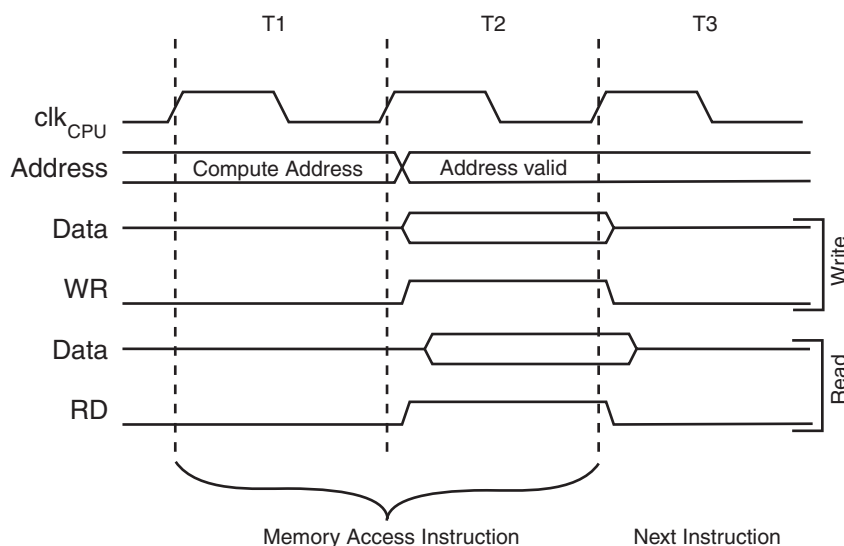 T1 T2 T3
clkCPU
Address Compute Address Address valid
Data
WR
Write
Data
RD
Read
Memory Access Instruction Next Instruction